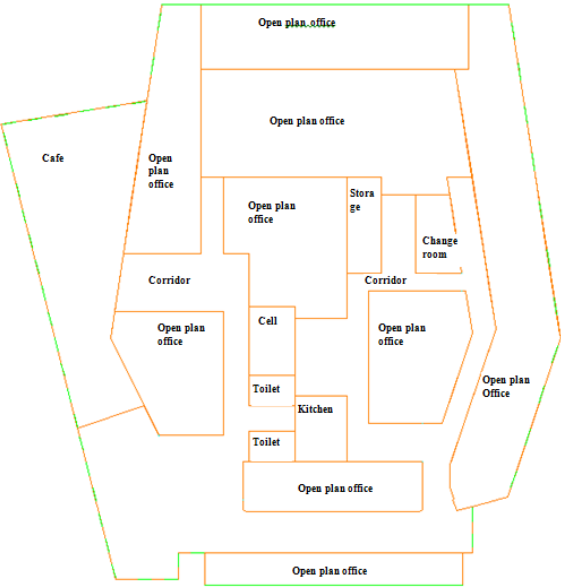 Open plan office
Open plan office
Cafe
Open
plan
office
Open plan
office
Stora
ge
Change
room
Corridor
Corridor
Open plan
office
Cell
Open plan
office
Toilet
Kitchen
Open plan
Office
Toilet
Open plan office
Open plan office